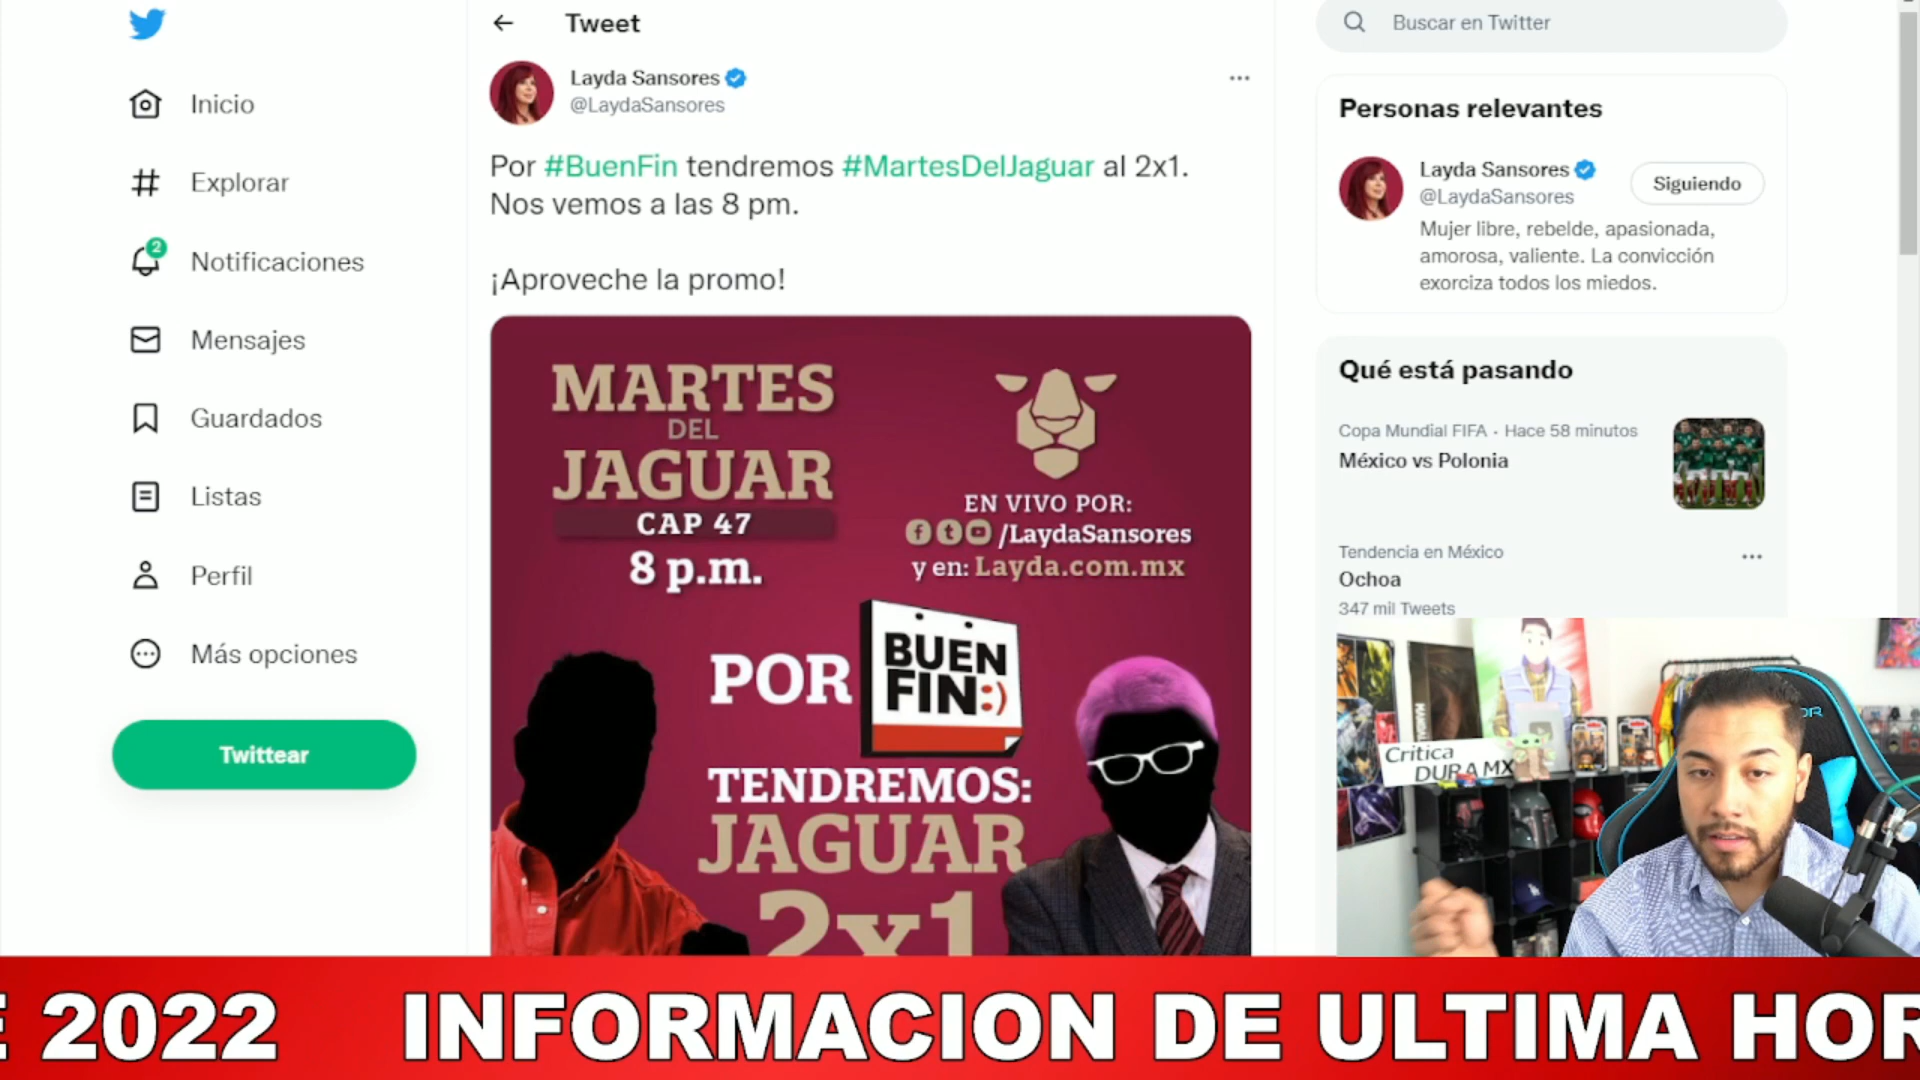 Tweet
Layda Sansores
@LaydaSansores
Por #BuenFin tendremos #MartesDelJaguar al 2x1.
Nos vemos a las 8 pm.
¡Aproveche la promo!
MARTES
DEL
JAGUAR
CAP 47
8 p.m.
EN VIVO POR:
/LaydaSansores
y en: Layda.com.mx
POR
BUEN
FIN:)
TENDREMOS:
JAGUAR
2x1
Inicio
Explorar
2
Notificaciones
Mensajes
Guardados
Listas
Perfil
Más opciones
Twittear
Buscar en Twitter
Personas relevantes
Layda Sansores
@LaydaSansores
Siguiendo
Mujer libre, rebelde, apasionada,
amorosa, valiente. La convicción
exorciza todos los miedos.
Qué está pasando
Copa Mundial FIFA · Hace 58 minutos
México vs Polonia
Tendencia en México
Ochoa
347 mil Tweets
Critica
DURA MX
E 2022 INFORMACION DE ULTIMA HOR